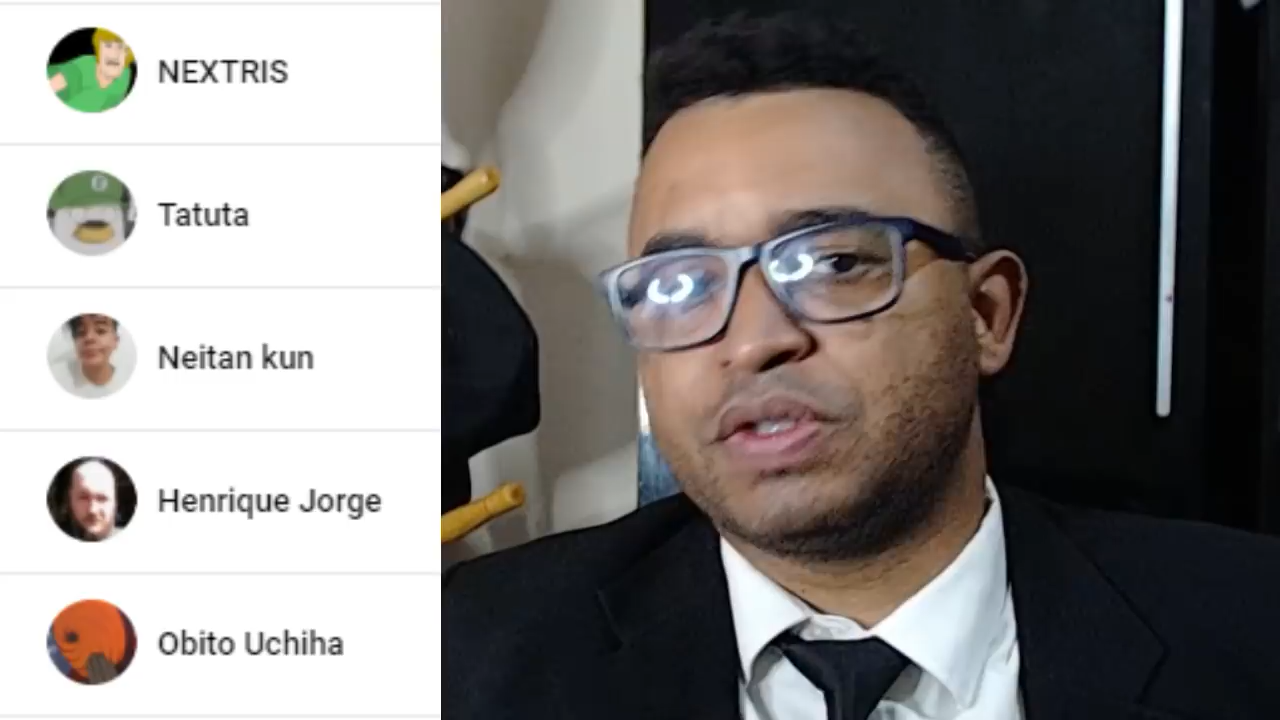 NEXTRIS
Tatuta
Neitan kun
Henrique Jorge
Obito Uchiha